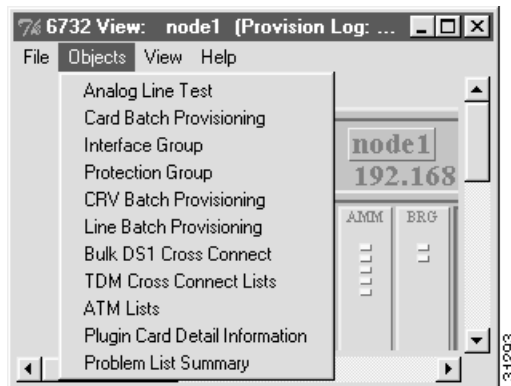 6732 View: node1 (Provision Log: ...
File Objects View Help
Analog Line Test
Card Batch Provisioning
Interface Group
Protection Group
CRV Batch Provisioning
Line Batch Provisioning
Bulk DS1 Cross Connect
TDM Cross Connect Lists
ATM Lists
Plugin Card Detail Information
Problem List Summary
node1
192.168
AMM BRG
31293